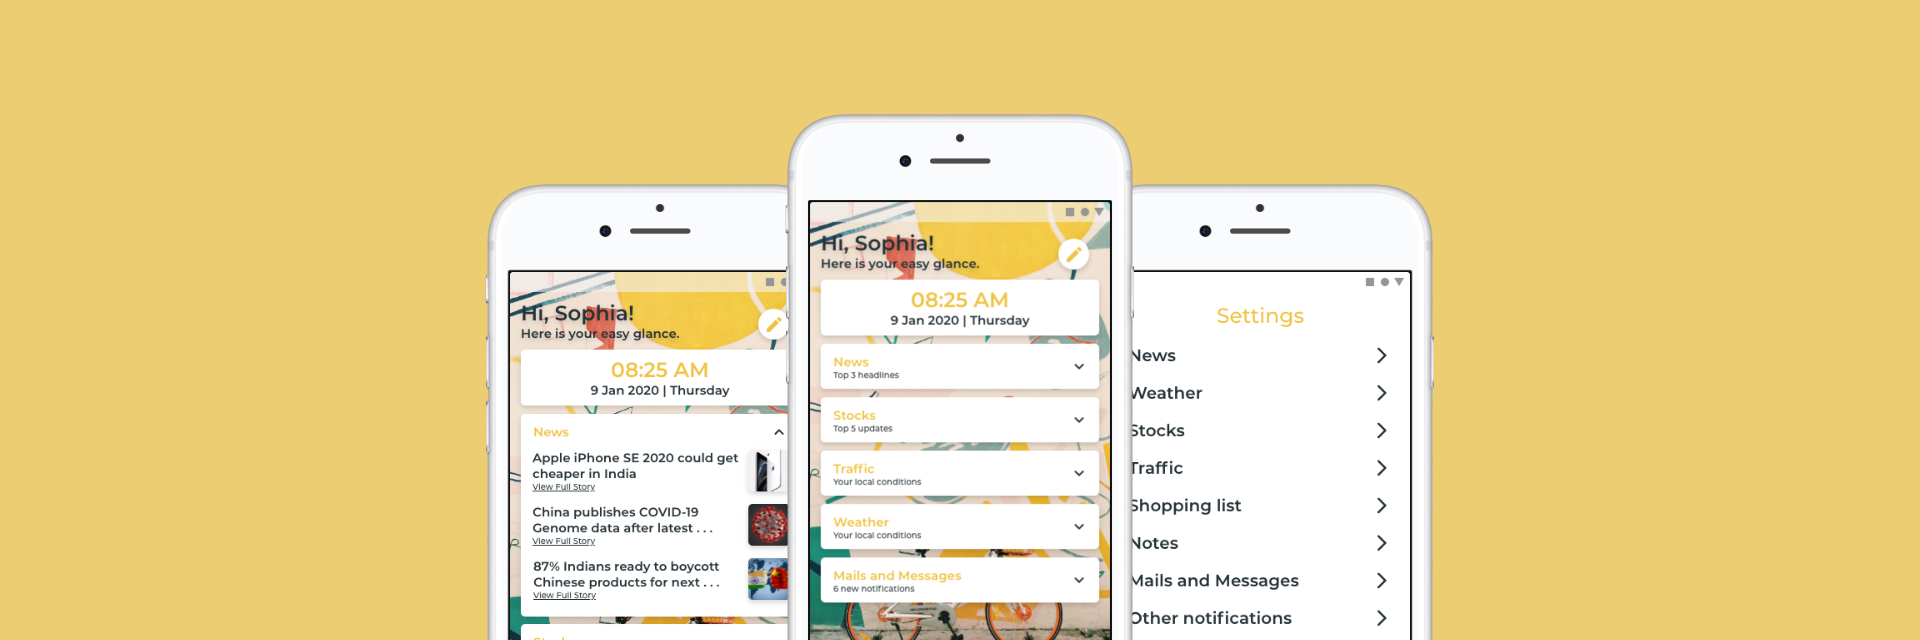 Hi, Sophia!
Here is your easy glance.
08:25 AM
9 Jan 2020 | Thursday
News
Apple iPhone SE 2020 could get
cheaper in India
View Full Story
China publishes COVID-19
Genome data after latest . . .
View Full Story
87% Indians ready to boycott
Chinese products for next . . .
View Full Story
Hi, Sophia!
Here is your easy glance.
08:25 AM
9 Jan 2020 | Thursday
News
Top 3 headlines
Stocks
Top 5 updates
Traffic
Your local conditions
Weather
Your local conditions
Mails and Messages
6 new notifications
Settings
News
Weather
Stocks
Traffic
Shopping list
Notes
Mails and Messages
Other notifications